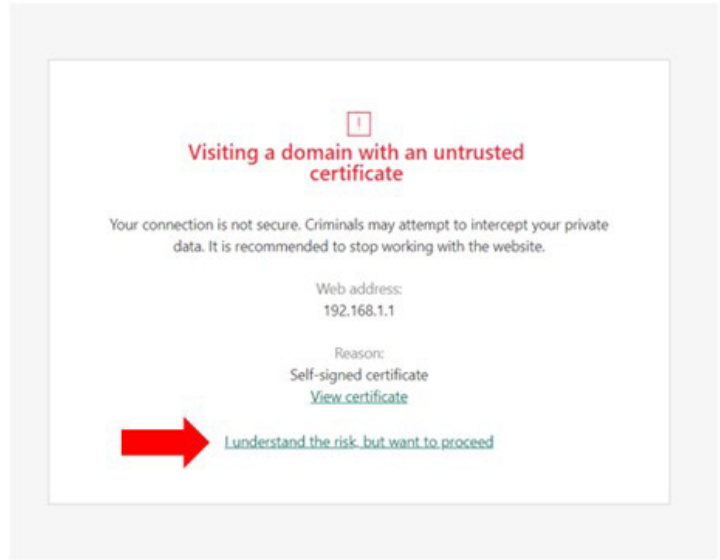 !
Visiting a domain with an untrusted
certificate
Your connection is not secure. Criminals may attempt to intercept your private
data. It is recommended to stop working with the website.
Web address:
192.168.1.1
Reason:
Self-signed certificate
View certificate
I understand the risk, but want to proceed